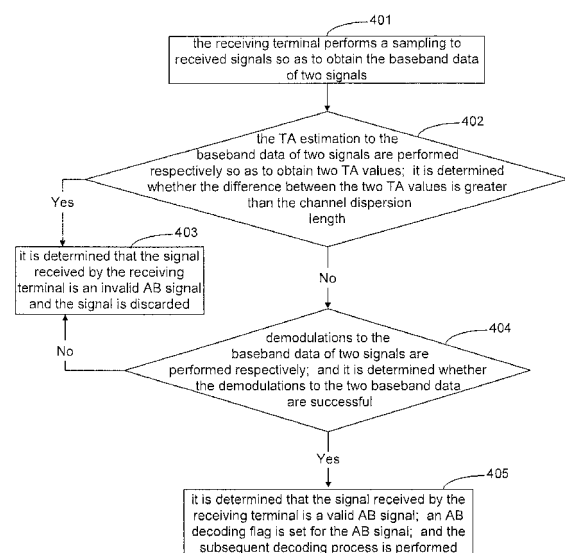 401
the receiving terminal performs a sampling to
received signals so as to obtain the baseband data
of two signals
402
the TA estimation to the
baseband data of two signals are performed
respectively so as to obtain two TA values; it is determined
whether the difference between the two TA values is greater
than the channel dispersion
length
Yes
403
it is determined that the signal
received by the receiving
terminal is an invalid AB signal
and the signal is discarded
No
404
demodulations to the
baseband data of two signals are
performed respectively; and it is determined whether
the demodulations to the two baseband data
are successful
No
Yes
405
it is determined that the signal received by the
receiving terminal is a valid AB signal; an AB
decoding flag is set for the AB signal; and the
subsequent decoding process is performed